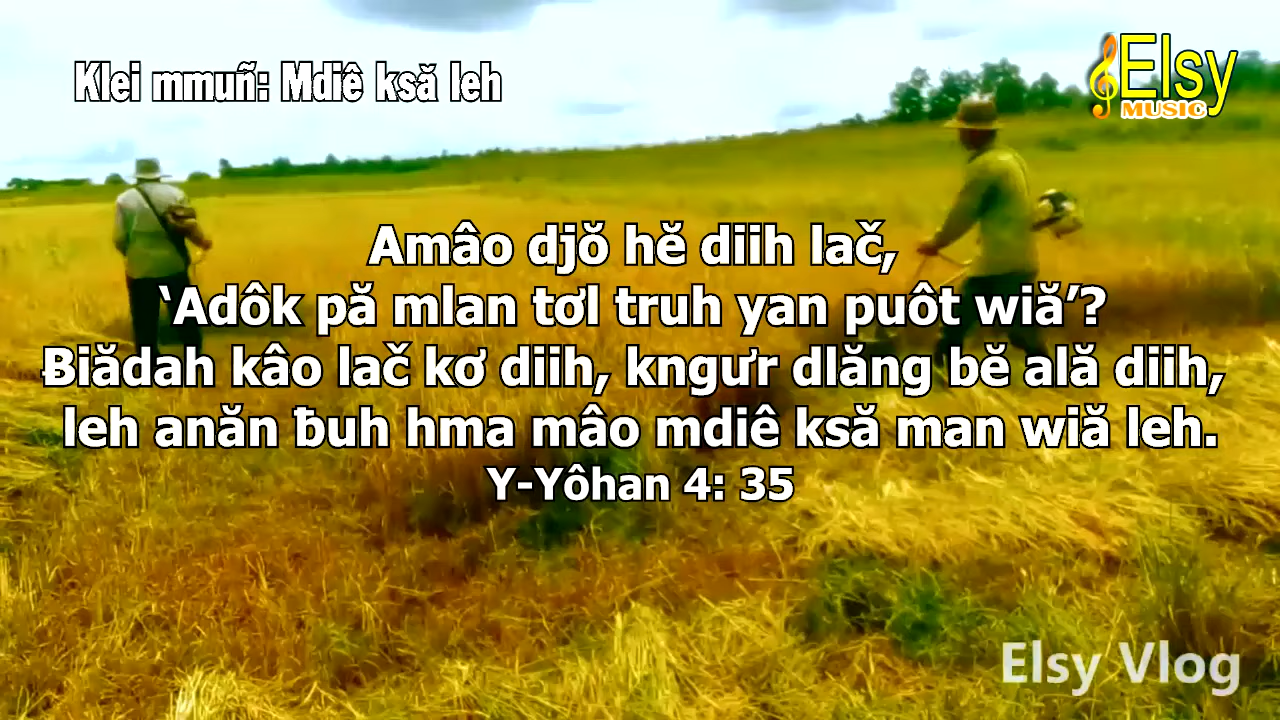 Klei mmuñ: Mdiê ksă leh
Elsy
MUSIC
Amâo djŏ hĕ diih lač,
‘Adôk pă mlan tơl truh yan puôt wiă’?
Ƀiădah kâo lač kơ diih, kngưr dlăng bĕ ală diih,
leh anăn ƀuh hma mâo mdiê ksă man wiă leh.
Y-Yôhan 4: 35
Elsy Vlog